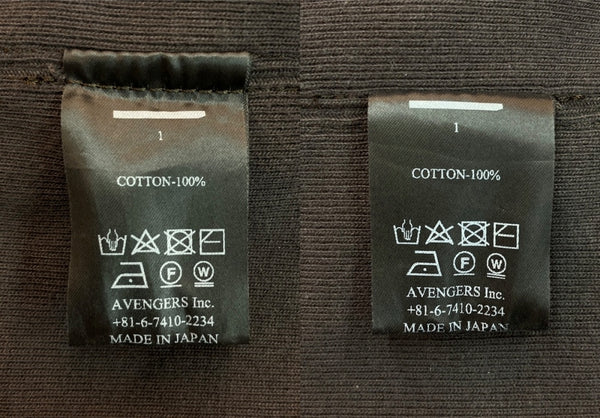 1
COTTON-100%
F W
AVENGERS Inc.
+81-6-7410-2234
MADE IN JAPAN
1
COTTON-100%
F W
AVENGERS Inc.
+81-6-7410-2234
MADE IN JAPAN